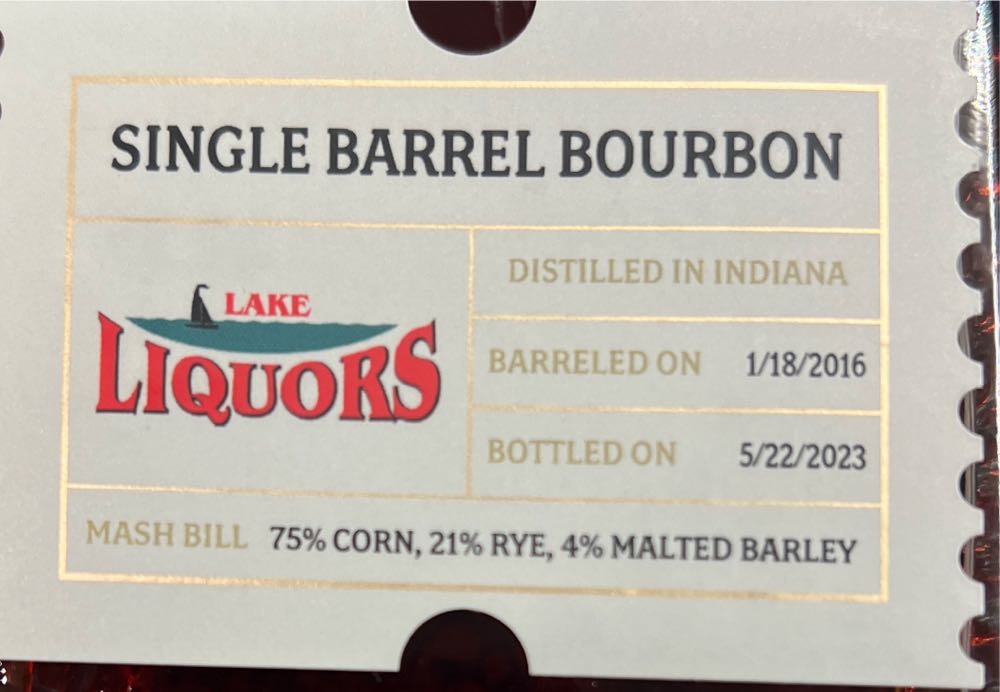 SINGLE BARREL BOURBON
LAKE
LIQUORS
DISTILLED IN INDIANA
BARRELED ON 1/18/2016
BOTTLED ON 5/22/2023
MASH BILL 75% CORN, 21% RYE, 4% MALTED BARLEY